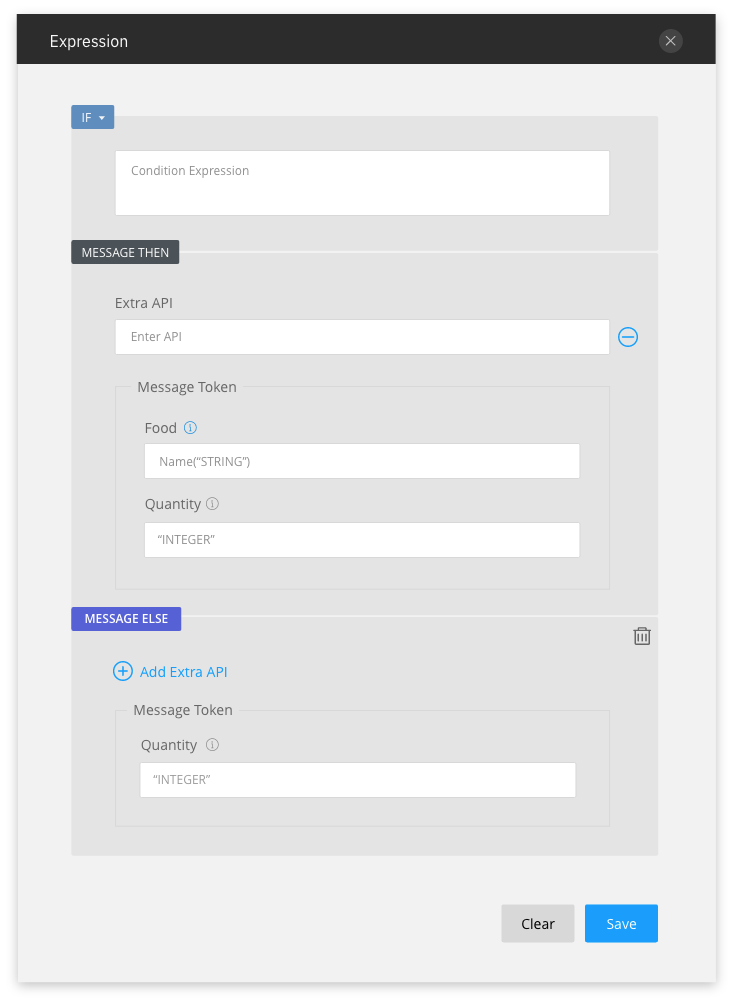 Expression
IF
Condition Expression
MESSAGE THEN
Extra API
Enter API
Message Token
Food
Name(“STRING”)
Quantity
“INTEGER”
MESSAGE ELSE
Add Extra API
Message Token
Quantity
“INTEGER”
Clear Save